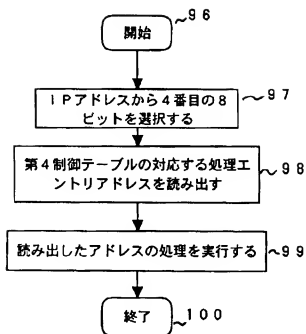 開始
96
IPアドレスから4番目の8
ビットを選択する
97
第4制御テーブルの対応する処理エ
ントリアドレスを読み出す
98
読み出したアドレスの処理を実行する
99
終了
100